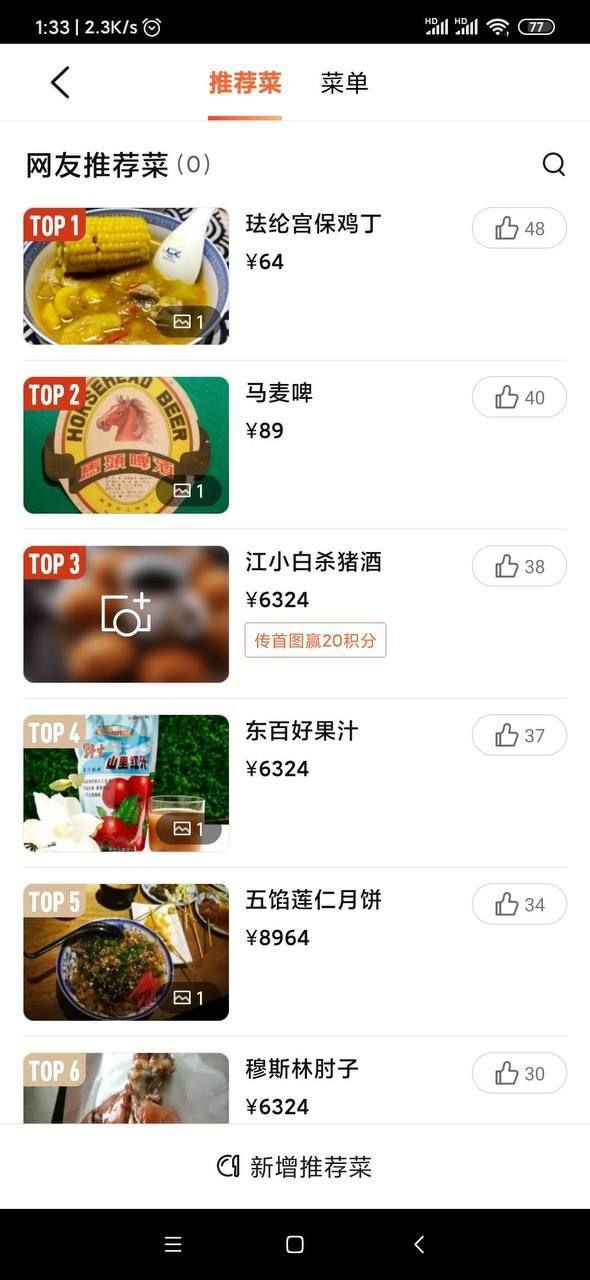 1:33 | 2.3K/s
HD HD 77
推荐菜 菜单
网友推荐菜 (0)
TOP 1
珐纶宫保鸡丁
48
¥64
1
TOP 2
马麦啤
40
¥89
HORSEHEAD BEER
馬頭啤酒
1
TOP 3
江小白杀猪酒
38
¥6324
传首图赢20积分
TOP 4
东百好果汁
37
¥6324
野生
山里红汁
1
TOP 5
五馅莲仁月饼
34
¥8964
1
TOP 6
穆斯林肘子
30
¥6324
新增推荐菜